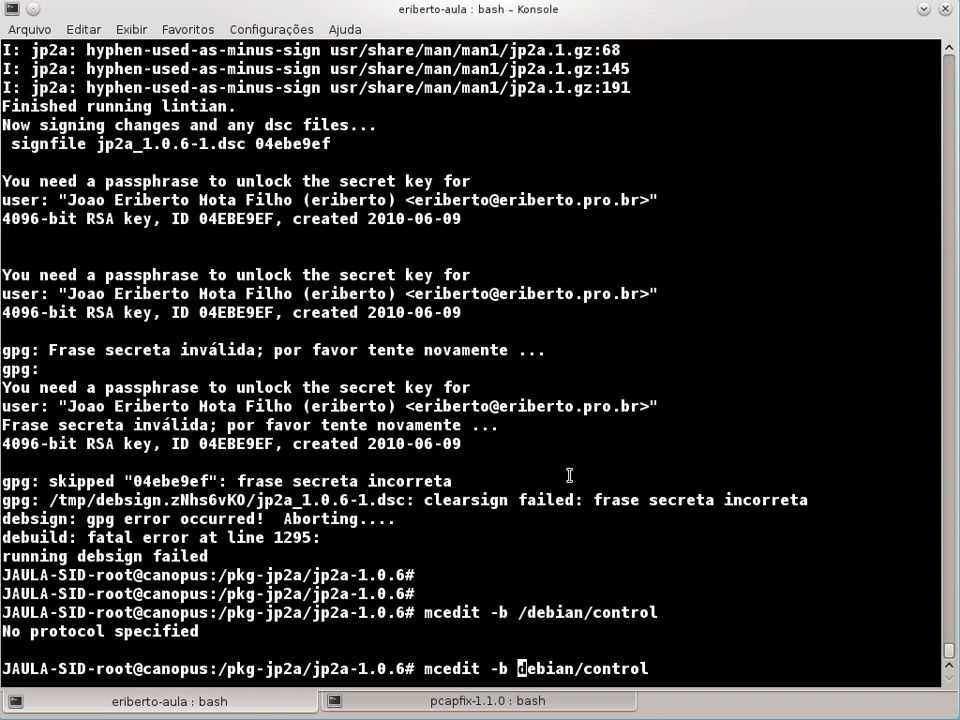 eriberto-aula : bash – Konsole
Arquivo Editar Exibir Favoritos Configurações Ajuda
I: jp2a: hyphen-used-as-minus-sign usr/share/man/man1/jp2a.1.gz:68
I: jp2a: hyphen-used-as-minus-sign usr/share/man/man1/jp2a.1.gz:145
I: jp2a: hyphen-used-as-minus-sign usr/share/man/man1/jp2a.1.gz:191
Finished running lintian.
Now signing changes and any dsc files...
 signfile jp2a_1.0.6-1.dsc 04ebe9ef

You need a passphrase to unlock the secret key for
user: "Joao Eriberto Mota Filho (eriberto) <eriberto@eriberto.pro.br>"
4096-bit RSA key, ID 04EBE9EF, created 2010-06-09

You need a passphrase to unlock the secret key for
user: "Joao Eriberto Mota Filho (eriberto) <eriberto@eriberto.pro.br>"
4096-bit RSA key, ID 04EBE9EF, created 2010-06-09

gpg: Frase secreta inválida; por favor tente novamente ...
gpg:
You need a passphrase to unlock the secret key for
user: "Joao Eriberto Mota Filho (eriberto) <eriberto@eriberto.pro.br>"
Frase secreta inválida; por favor tente novamente ...
4096-bit RSA key, ID 04EBE9EF, created 2010-06-09

gpg: skipped "04ebe9ef": frase secreta incorreta
gpg: /tmp/debsign.zNhs6vKO/jp2a_1.0.6-1.dsc: clearsign failed: frase secreta incorreta
debsign: gpg error occurred!  Aborting....
debuild: fatal error at line 1295:
running debsign failed
JAULA-SID-root@canopus:/pkg-jp2a/jp2a-1.0.6#
JAULA-SID-root@canopus:/pkg-jp2a/jp2a-1.0.6#
JAULA-SID-root@canopus:/pkg-jp2a/jp2a-1.0.6# mcedit -b /debian/control
No protocol specified

JAULA-SID-root@canopus:/pkg-jp2a/jp2a-1.0.6# mcedit -b debian/control
eriberto-aula : bash
pcapfix-1.1.0 : bash